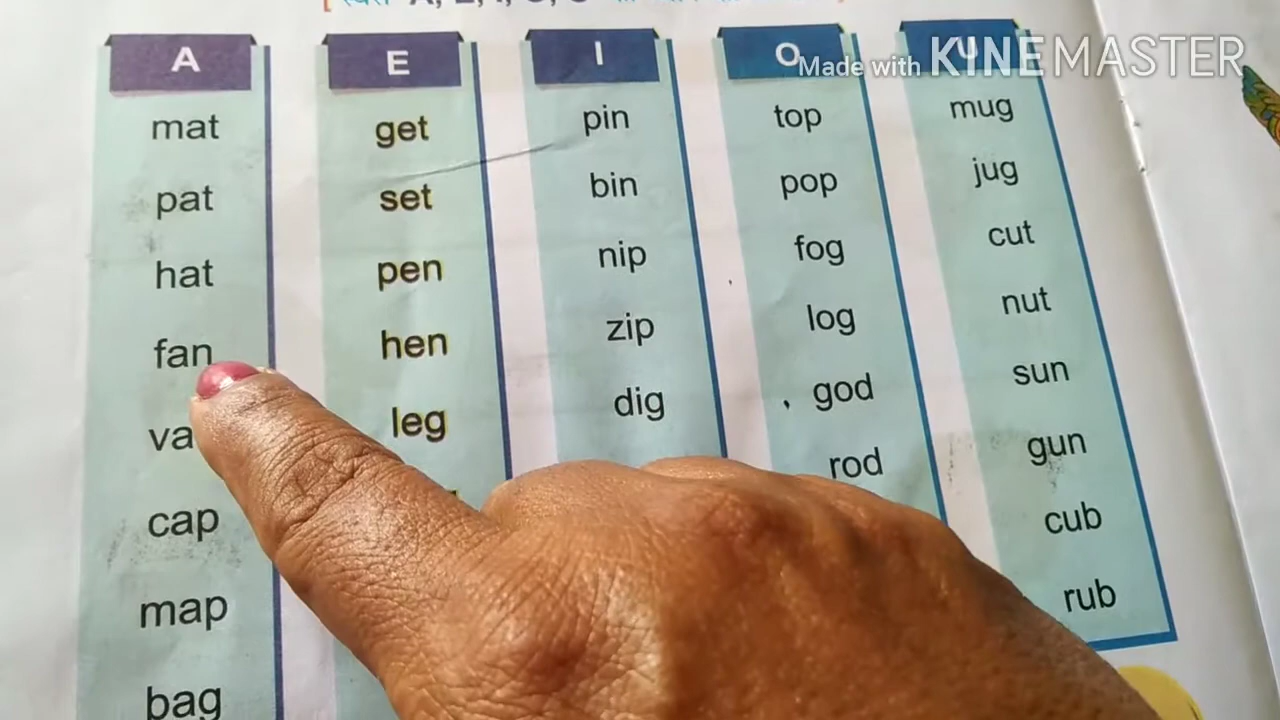 A, E, I, O, U
Made with KINEMASTER
A E I O U
mat get pin top mug
pat set bin pop jug
hat pen nip fog cut
fan hen zip log nut
leg dig god sun
cap rod gun
map cub
bag rub